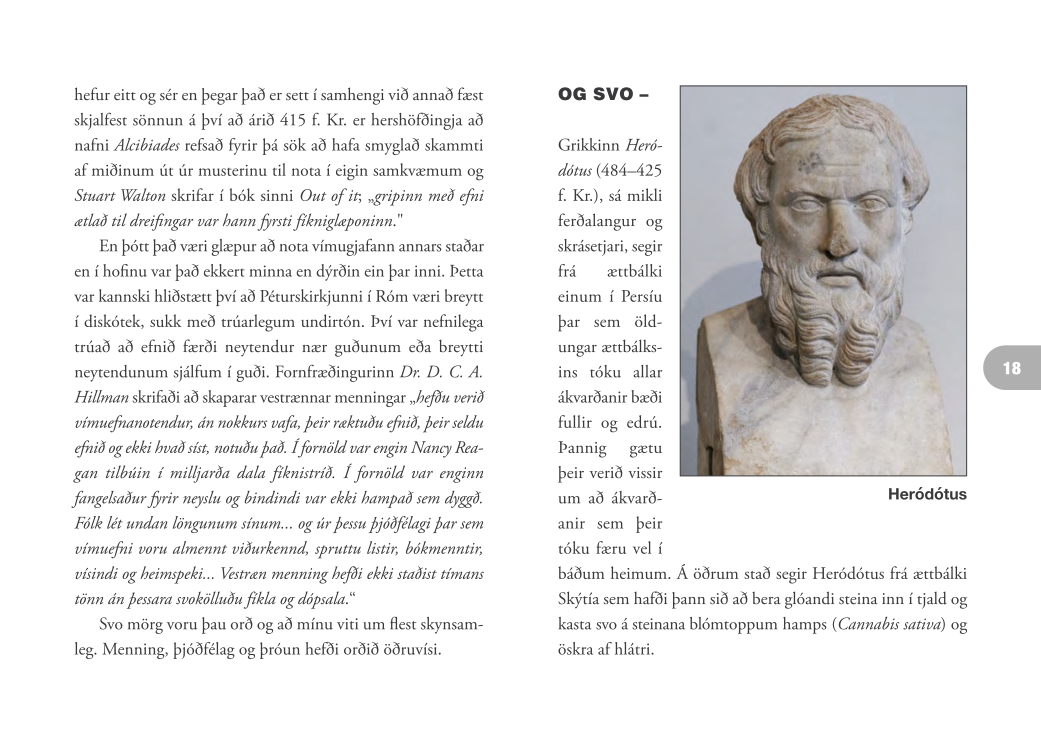 hefur eitt og sér en þegar það er sett í samhengi við annað fæst
skjalfest sönnun á því að árið 415 f. Kr. er hershöfðingja að
nafni Alcibiades refsað fyrir þá sök að hafa smyglað skammti
af miðinum út úr musterinu til nota í eigin samkvæmum og
Stuart Walton skrifar í bók sinni Out of it; „gripinn með efni
ætlað til dreifingar var hann fyrsti fíkniglæponinn."
En þótt það væri glæpur að nota vímugjafann annars staðar
en í hofinu var það ekkert minna en dýrðin ein þar inni. Þetta
var kannski hliðstætt því að Péturskirkjunni í Róm væri breytt
í diskótek, sukk með trúarlegum undirtón. Því var nefnilega
trúað að efnið færði neytendur nær guðunum eða breytti
neytendunum sjálfum í guði. Fornfræðingurinn Dr. D. C. A.
Hillman skrifaði að skaparar vestrænnar menningar „hefðu verið
vímuefnanotendur, án nokkurs vafa, þeir ræktuðu efnið, þeir seldu
efnið og ekki hvað síst, notuðu það. Í fornöld var engin Nancy Rea-
gan tilbúin í milljarða dala fíknistríð. Í fornöld var enginn
fangelsaður fyrir neyslu og bindindi var ekki hampað sem dyggð.
Fólk lét undan löngunum sínum... og úr þessu þjóðfélagi þar sem
vímuefni voru almennt viðurkennd, spruttu listir, bókmenntir,
vísindi og heimspeki... Vestræn menning hefði ekki staðist tímans
tönn án þessara svokölluðu fíkla og dópsala.“
Svo mörg voru þau orð og að mínu viti um flest skynsam-
leg. Menning, þjóðfélag og þróun hefði orðið öðruvísi.
OG SVO –
Grikkinn Heró-
dótus (484–425
f. Kr.), sá mikli
ferðalangur og
skrásetjari, segir
frá ættbálki
einum í Persíu
þar sem öld-
ungar ættbálks-
ins tóku allar
ákvarðanir bæði
fullir og edrú.
Þannig gætu
þeir verið vissir
um að ákvarð-
anir sem þeir
tóku færu vel í
báðum heimum. Á öðrum stað segir Heródótus frá ættbálki
Skýtía sem hafði þann sið að bera glóandi steina inn í tjald og
kasta svo á steinana blómtoppum hamps (Cannabis sativa) og
öskra af hlátri.
Heródótus
18